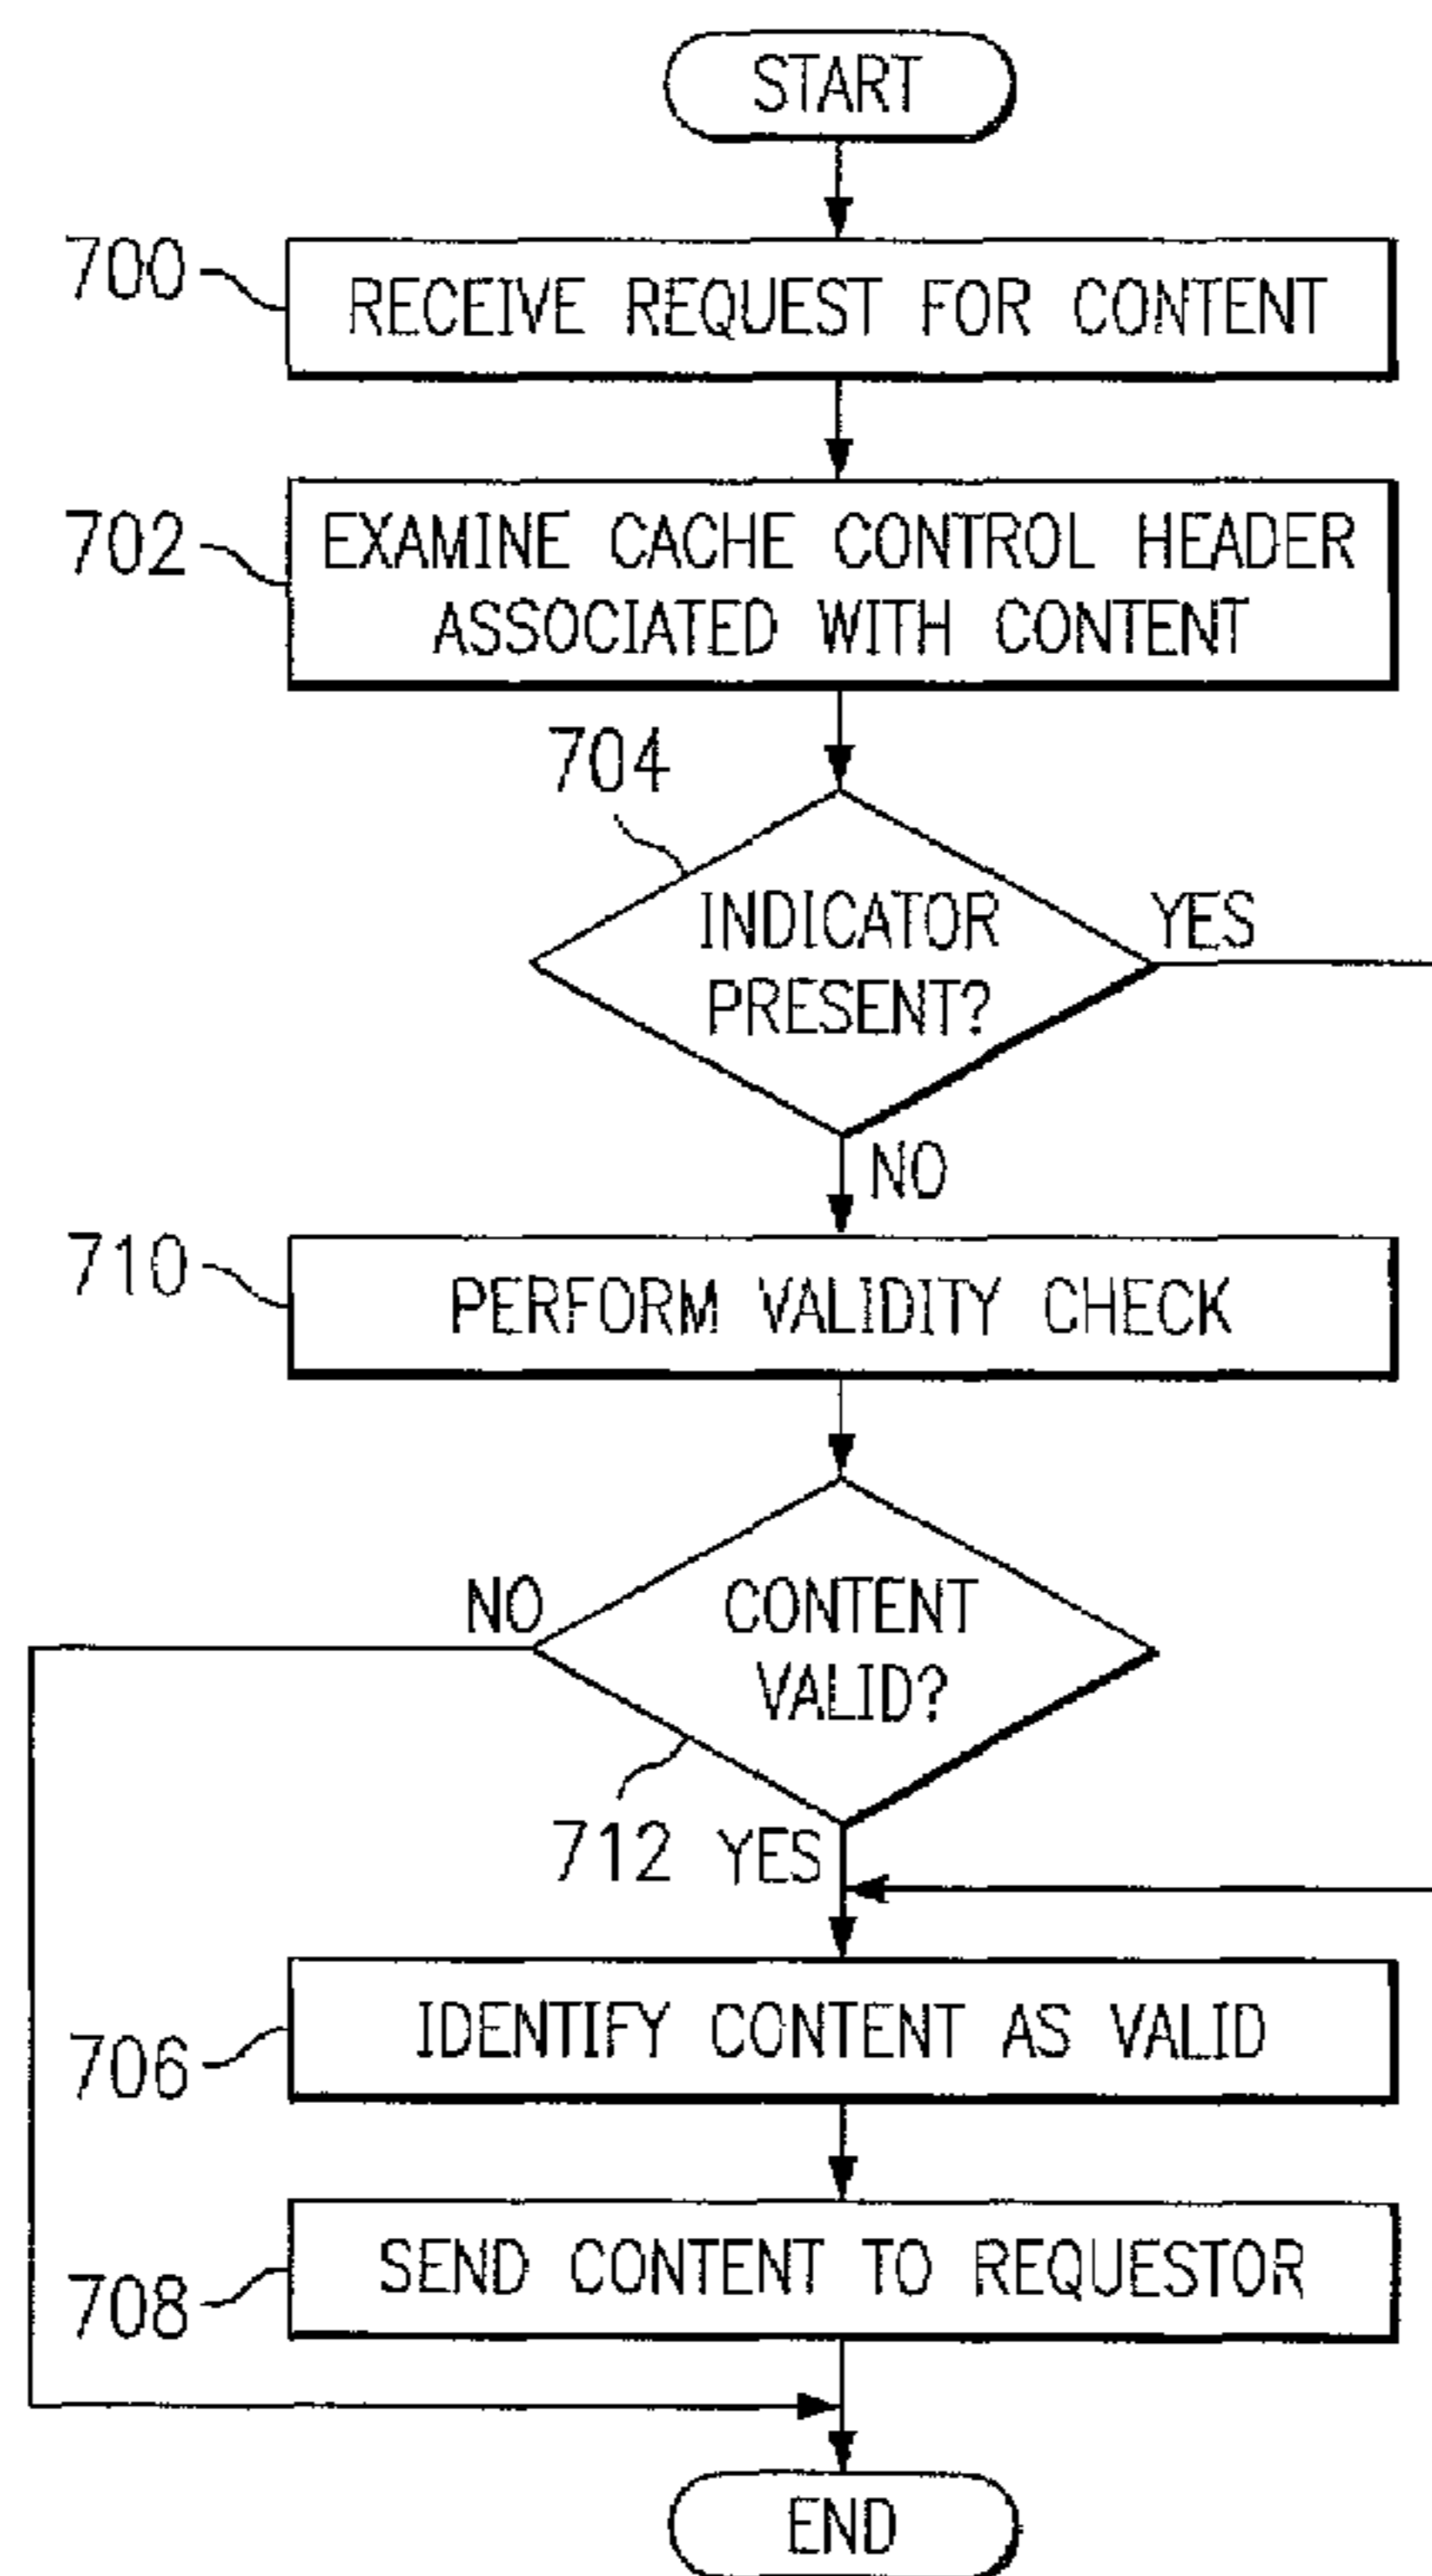 START
700
RECEIVE REQUEST FOR CONTENT
702
EXAMINE CACHE CONTROL HEADER
ASSOCIATED WITH CONTENT
704
INDICATOR
PRESENT?
YES
NO
710
PERFORM VALIDITY CHECK
NO
CONTENT
VALID?
712
YES
706
IDENTIFY CONTENT AS VALID
708
SEND CONTENT TO REQUESTOR
END